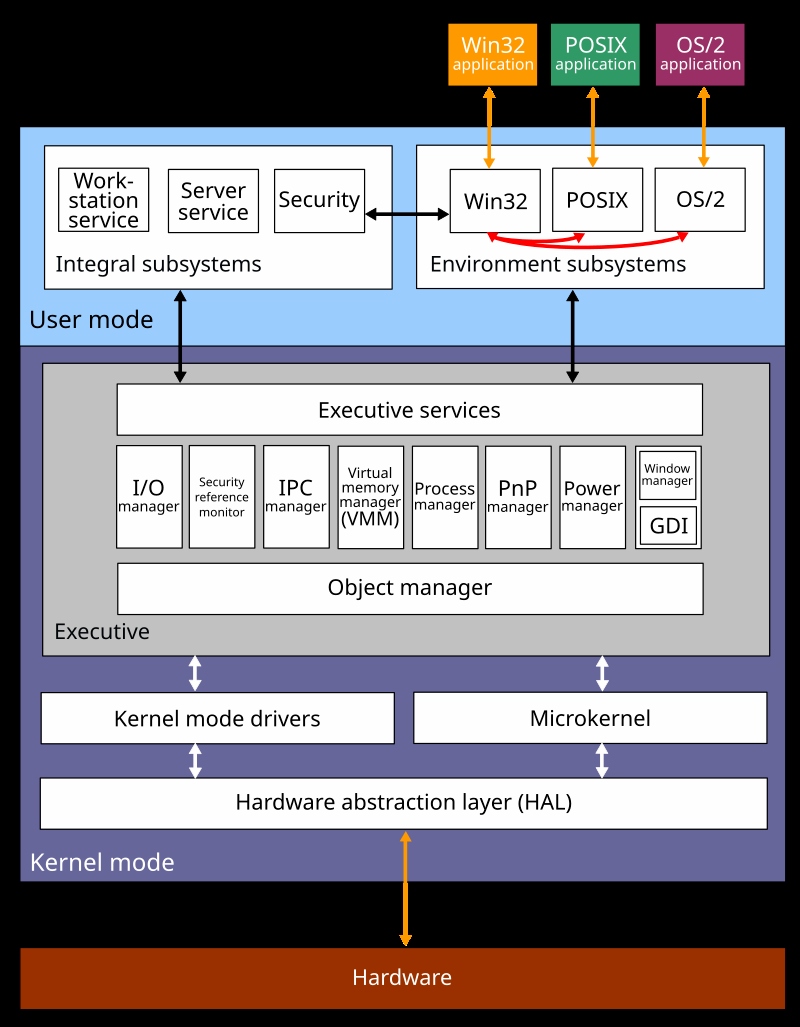 Win32
application
POSIX
application
OS/2
application
Work-
station
service
Server
service
Security
Integral subsystems
Win32
POSIX
OS/2
Environment subsystems
User mode
Executive services
I/O
manager
Security
reference
monitor
IPC
manager
Virtual
memory
manager
(VMM)
Process
manager
PnP
manager
Power
manager
Window
manager
GDI
Object manager
Executive
Kernel mode drivers
Microkernel
Hardware abstraction layer (HAL)
Kernel mode
Hardware